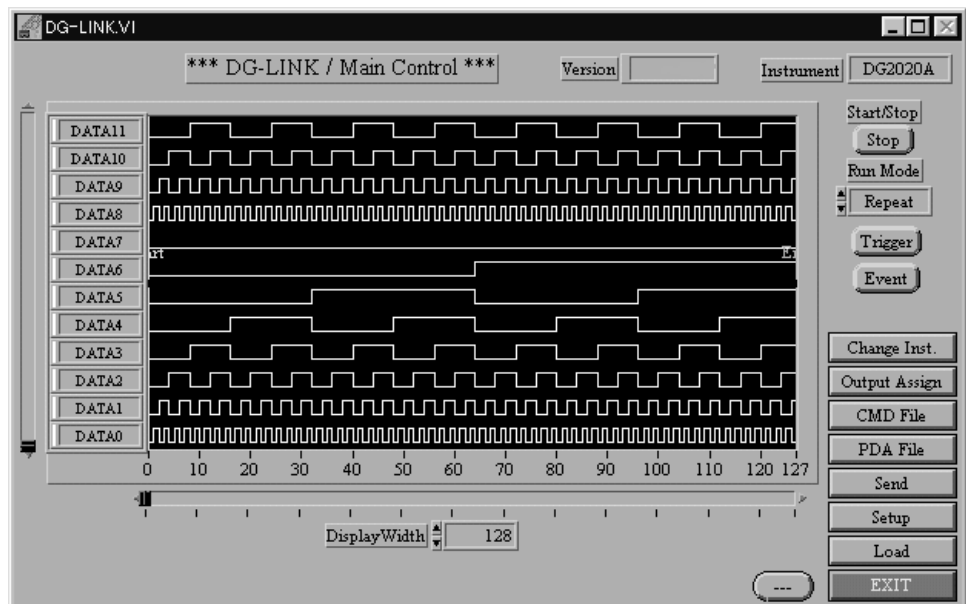 DG-LINK.VI
*** DG-LINK / Main Control ***
Version
Instrument
DG2020A
DATA11
DATA10
DATA9
DATA8
DATA7
DATA6
DATA5
DATA4
DATA3
DATA2
DATA1
DATA0
0 10 20 30 40 50 60 70 80 90 100 110 120 127
DisplayWidth
128
Start/Stop
Stop
Run Mode
Repeat
Trigger
Event
Change Inst.
Output Assign
CMD File
PDA File
Send
Setup
Load
EXIT
---